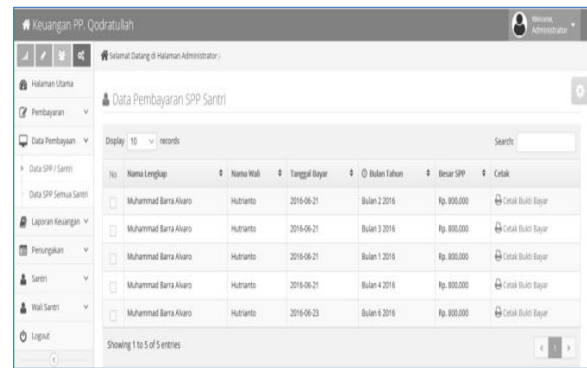 Keuangan PP. Qodratullah
Welcome,
Administrator
Selamat Datang di Halaman Administrator
Halaman Utama
Pembayaran
Data Pembayaan
Data SPP / Santri
Data SPP Semua Santri
Laporan Keuangan
Penungakan
Santri
Wali Santri
Logout
Data Pembayaran SPP Santri
Display 10 records
Search:
No Nama Lengkap Nama Wali Tanggal Bayar Bulan Tahun Besar SPP Cetak
Muhammad Barra Alvaro Hutrianto 2016-06-21 Bulan 2 2016 Rp. 800,000 Cetak Bukti Bayar
Muhammad Barra Alvaro Hutrianto 2016-06-21 Bulan 3 2016 Rp. 800,000 Cetak Bukti Bayar
Muhammad Barra Alvaro Hutrianto 2016-06-21 Bulan 1 2016 Rp. 800,000 Cetak Bukti Bayar
Muhammad Barra Alvaro Hutrianto 2016-06-21 Bulan 4 2016 Rp. 800,000 Cetak Bukti Bayar
Muhammad Barra Alvaro Hutrianto 2016-06-23 Bulan 6 2016 Rp. 800,000 Cetak Bukti Bayar
Showing 1 to 5 of 5 entries
1